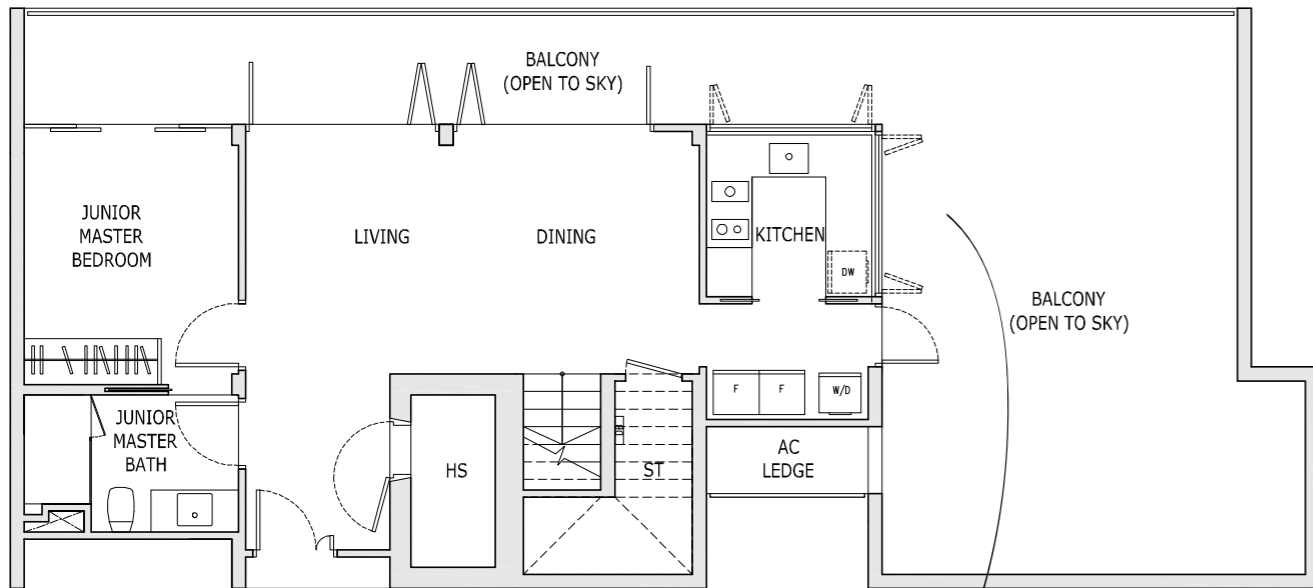 BALCONY
(OPEN TO SKY)
JUNIOR
MASTER
BEDROOM
LIVING
DINING
KITCHEN
DW
BALCONY
(OPEN TO SKY)
F
F
W/D
JUNIOR
MASTER
BATH
HS
DB
ST
AC
LEDGE